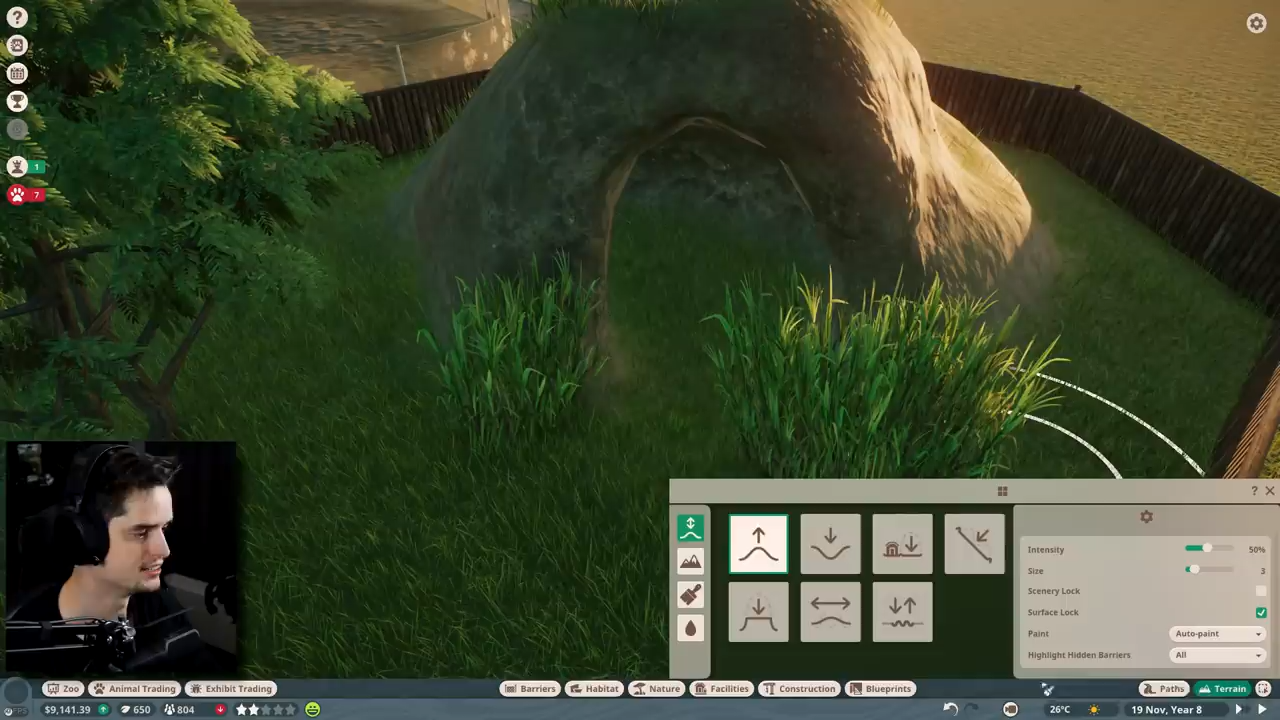 ?
1
7
?
Intensity 50%
Size 3
Scenery Lock
Surface Lock
Paint Auto-paint
Highlight Hidden Barriers All
Zoo Animal Trading Exhibit Trading Barriers Habitat Nature Facilities Construction Blueprints Paths Terrain
$9,141.39 650 804 26°C 19 Nov, Year 8